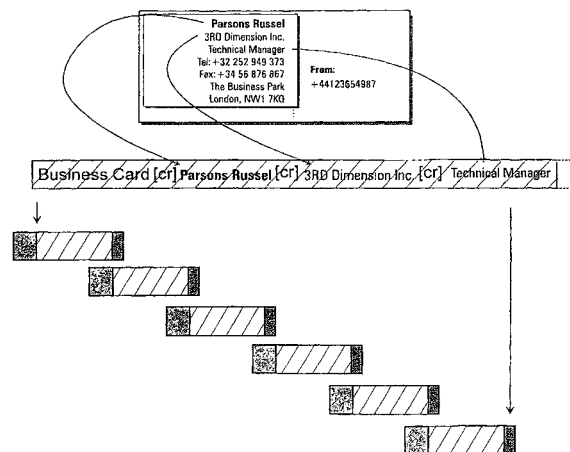 Parsons Russel
3RD Dimension Inc.
Technical Manager
Tel: +32 252 949 373
Fax: +34 56 876 867
The Business Park
London, NW1 7KQ
From:
+44123654987
Business Card [cr] Parsons Russel [cr] 3RD Dimension Inc. [cr] Technical Manager